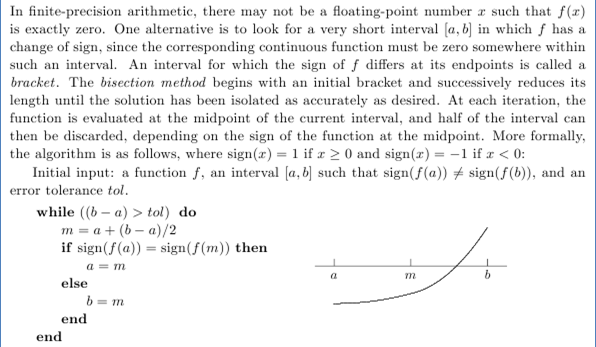 In finite-precision arithmetic, there may not be a floating-point number x such that f(x)
is exactly zero. One alternative is to look for a very short interval [a, b] in which f has a
change of sign, since the corresponding continuous function must be zero somewhere within
such an interval. An interval for which the sign of f differs at its endpoints is called a
bracket. The bisection method begins with an initial bracket and successively reduces its
length until the solution has been isolated as accurately as desired. At each iteration, the
function is evaluated at the midpoint of the current interval, and half of the interval can
then be discarded, depending on the sign of the function at the midpoint. More formally,
the algorithm is as follows, where sign(x) = 1 if x ≥ 0 and sign(x) = −1 if x < 0:
Initial input: a function f, an interval [a, b] such that sign(f(a)) ≠ sign(f(b)), and an
error tolerance tol.
while ((b − a) > tol) do
m = a + (b − a)/2
if sign(f(a)) = sign(f(m)) then
a = m
else
b = m
end
end
a m b